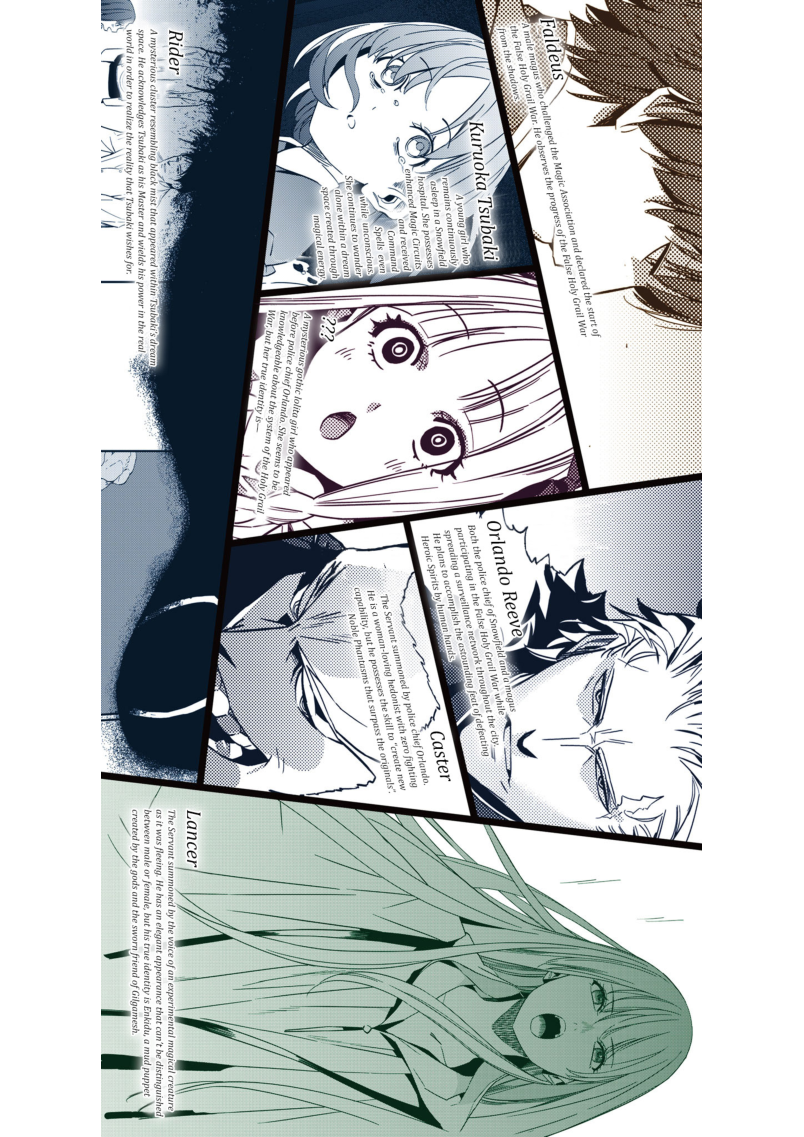 Faldeus
A male magus who challenged the Magic Association and declared the start of
the False Holy Grail War. He observes the progress of the False Holy Grail War
from the shadows.
Kuruoka Tsubaki
A young girl who
remains continuously
asleep in a Snowfield
hospital. She possesses
enhanced Magic Circuits
and received
Command
Spells even
while
unconscious.
She continues to wander
alone within a dream
space created through
magical energy.
Rider
A mysterious cluster resembling black mist that appeared within Tsubaki's dream
space. He acknowledges Tsubaki as his Master and wields his power in the real
world in order to realize the reality that Tsubaki wishes for.
???
A mysterious gothic lolita girl who appeared
before police chief Orlando. She seems to be
knowledgeable about the system of the Holy Grail
War, but her true identity is—
Orlando Reeve
Both the police chief of Snowfield and a magus
participating in the False Holy Grail War while
spreading a surveillance network throughout the city.
He plans to accomplish the astounding feat of defeating
Heroic Spirits by human hands.
Caster
The Servant summoned by police chief Orlando.
He is a woman-loving hedonist with zero fighting
capability, but he possesses the skill to "create new
Noble Phantasms that surpass the originals".
Lancer
The Servant summoned by the voice of an experimental magical creature
as it was fleeing. He has an elegant appearance that can't be distinguished
between male or female, but his true identity is Enkidu, a mud puppet
created by the gods and the sworn friend of Gilgamesh.